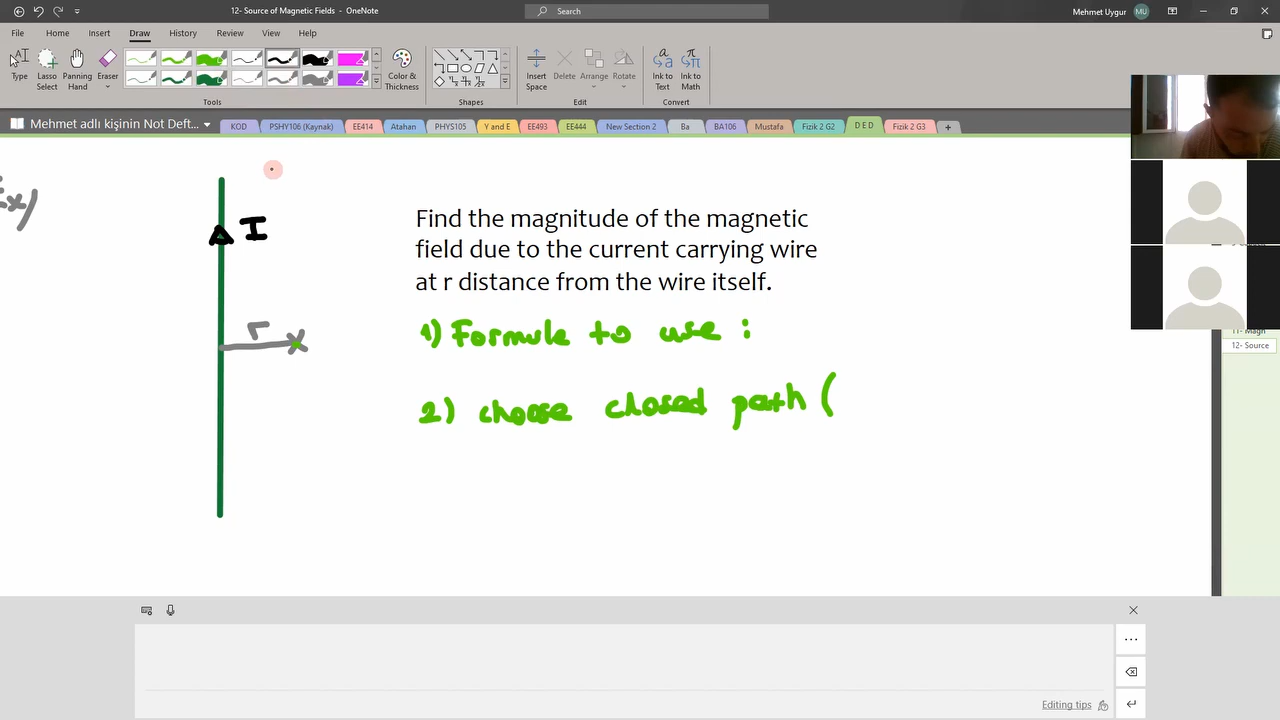 12- Source of Magnetic Fields - OneNote
Search
Mehmet Uygur
MU
File Home Insert Draw History Review View Help
Type
Lasso Select
Panning Hand
Eraser
Color & Thickness
Insert Space
Delete
Arrange
Rotate
Ink to Text
Ink to Math
Tools
Shapes
Edit
Convert
Mehmet adlı kişinin Not Deft...
KOD PSHY106 (Kaynak) EE414 Atahan PHYS105 Y and E EE493 EE444 New Section 2 Ba BA106 Mustafa Fizik 2 G2 D E D Fizik 2 G3 +
I
r
Find the magnitude of the magnetic
field due to the current carrying wire
at r distance from the wire itself.
1) Formule to use :
2) choose closed path (
11- Magn
12- Source
Editing tips